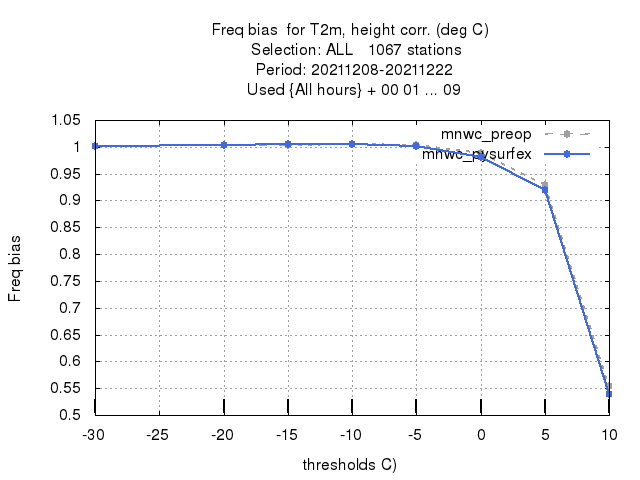 Freq bias  for T2m, height corr. (deg C)
Selection: ALL   1067 stations
Period: 20211208-20211222
Used {All hours} + 00 01 ... 09
1.05
1
0.95
0.9
0.85
0.8
0.75
0.7
0.65
0.6
0.55
0.5
mnwc_preop
mnwc_pysurfex
Freq bias
-30 -25 -20 -15 -10 -5 0 5 10
thresholds C)